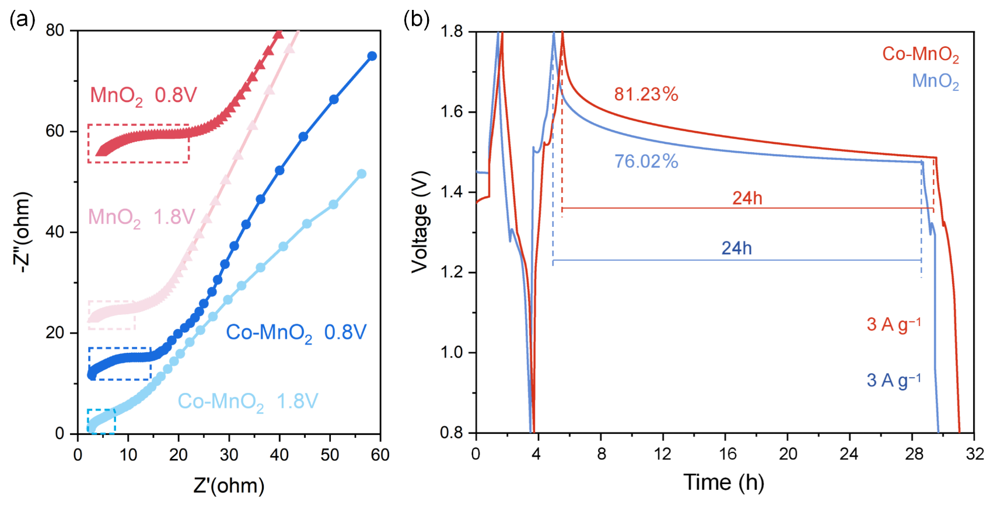 (a)
80
60
40
20
0
-Z"(ohm)
MnO₂ 0.8V
MnO₂ 1.8V
Co-MnO₂ 0.8V
Co-MnO₂ 1.8V
0 10 20 30 40 50 60
Z'(ohm)
(b)
1.8
1.6
1.4
1.2
1.0
0.8
Voltage (V)
Co-MnO₂
MnO₂
81.23%
76.02%
24h
24h
3 A g⁻¹
3 A g⁻¹
0 4 8 12 16 20 24 28 32
Time (h)